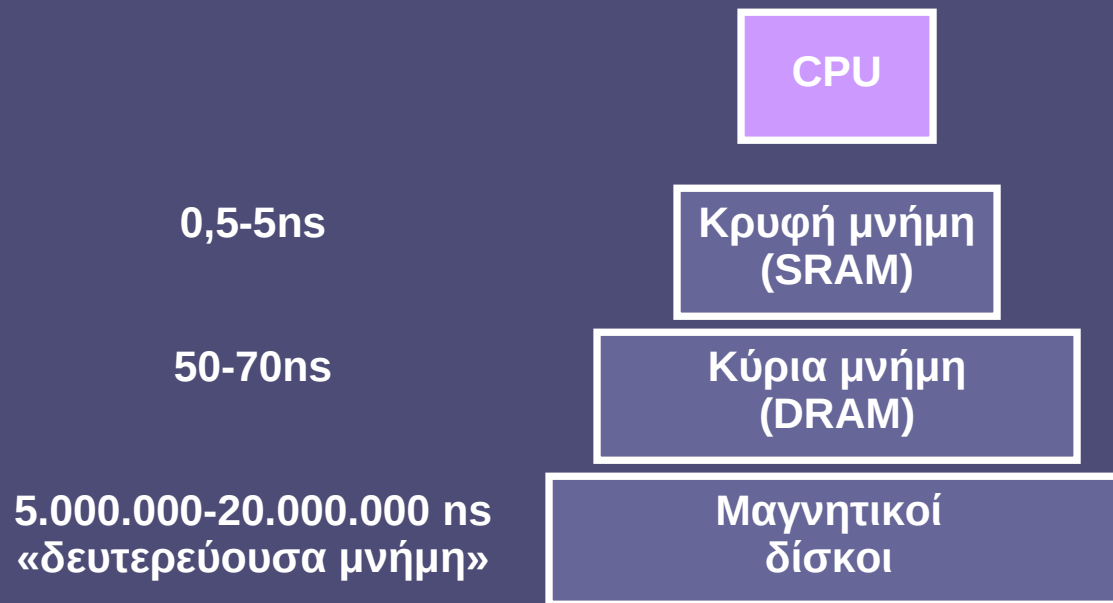 CPU
0,5-5ns
Κρυφή μνήμη
(SRAM)
50-70ns
Κύρια μνήμη
(DRAM)
5.000.000-20.000.000 ns
«δευτερεύουσα μνήμη»
Μαγνητικοί
δίσκοι